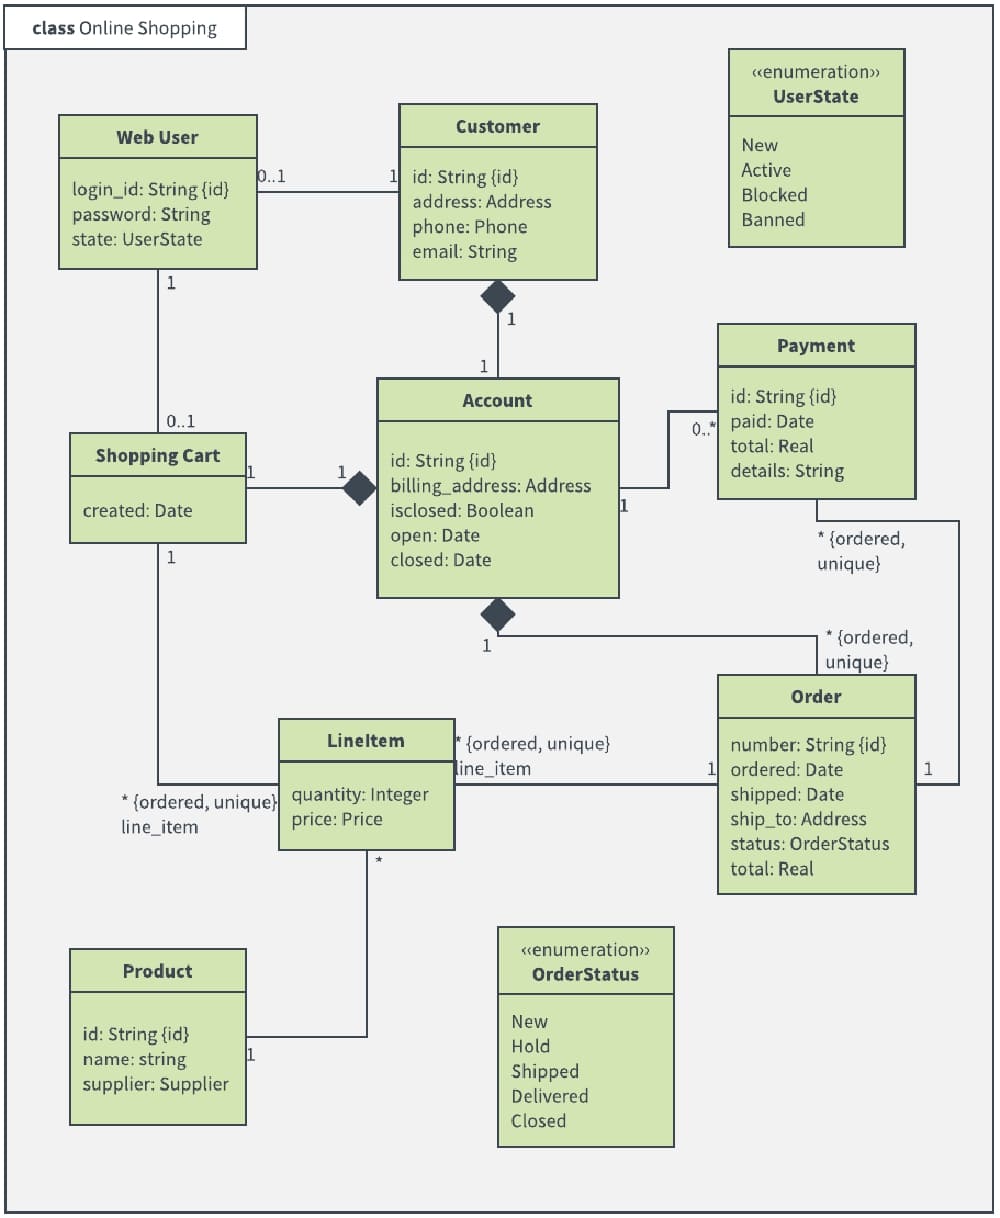 class Online Shopping
‹‹enumeration››
UserState
New
Active
Blocked
Banned
Web User
login_id: String {id}
password: String
state: UserState
0..1
1
Customer
id: String {id}
address: Address
phone: Phone
email: String
1
1
1
0..1
Shopping Cart
created: Date
1
1
Account
id: String {id}
billing_address: Address
isclosed: Boolean
open: Date
closed: Date
1
0..*
Payment
id: String {id}
paid: Date
total: Real
details: String
* {ordered,
unique}
1
1
* {ordered,
unique}
Order
number: String {id}
ordered: Date
shipped: Date
ship_to: Address
status: OrderStatus
total: Real
1
1
* {ordered, unique}
line_item
LineItem
quantity: Integer
price: Price
* {ordered, unique}
line_item
*
Product
id: String {id}
name: string
supplier: Supplier
1
‹‹enumeration››
OrderStatus
New
Hold
Shipped
Delivered
Closed